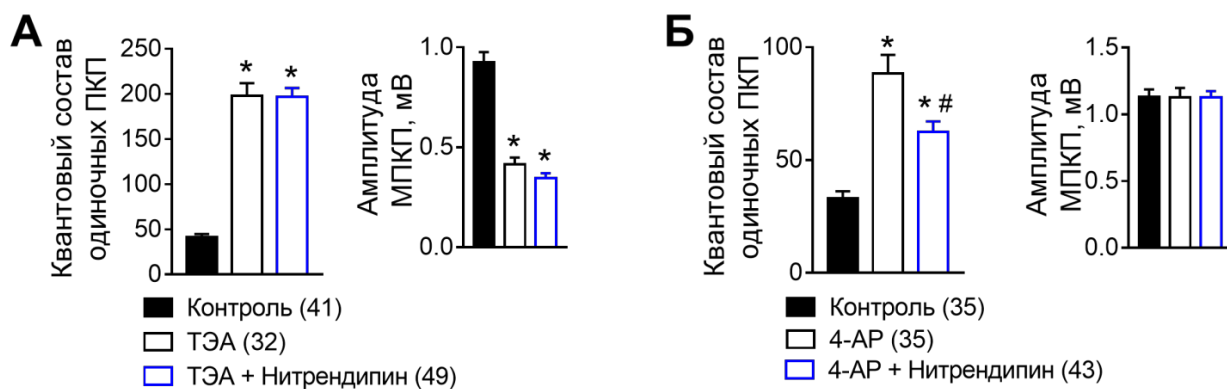 А
Квантовый состав
одиночных ПКП
250
200
150
100
50
0
*
*
Амплитуда
МПКП, мВ
1.0
0.5
0.0
*
*
Контроль (41)
ТЭА (32)
ТЭА + Нитрендипин (49)
Б
Квантовый состав
одиночных ПКП
100
50
0
*
* #
Амплитуда
МПКП, мВ
1.5
1.0
0.5
0.0
Контроль (35)
4-АР (35)
4-АР + Нитрендипин (43)